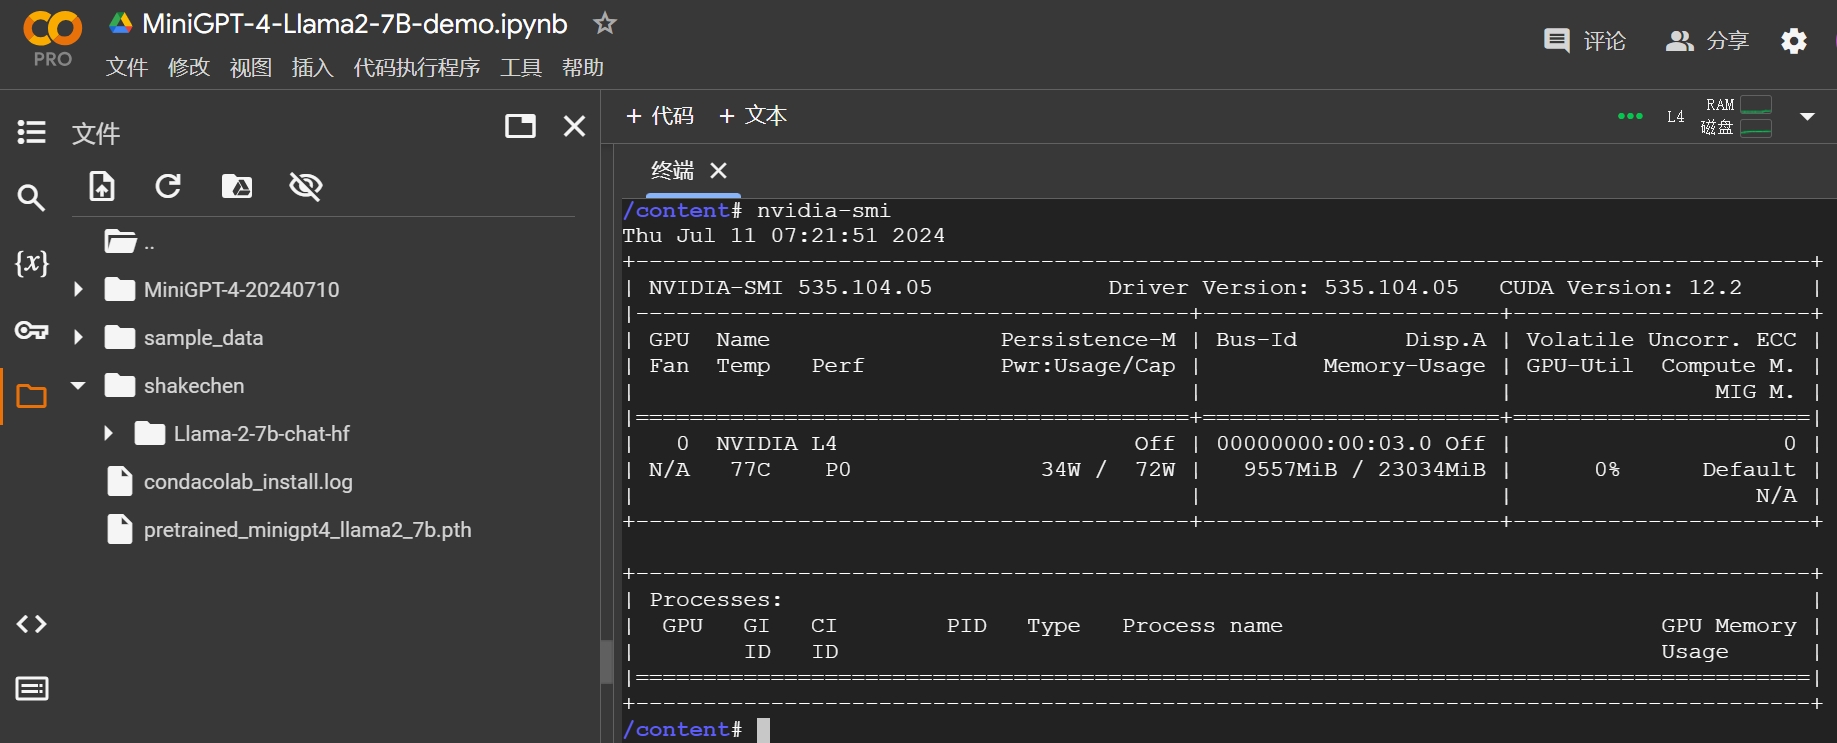 MiniGPT-4-Llama2-7B-demo.ipynb
PRO
文件 修改 视图 插入 代码执行程序 工具 帮助
评论 分享
文件
..
MiniGPT-4-20240710
sample_data
shakechen
Llama-2-7b-chat-hf
condacolab_install.log
pretrained_minigpt4_llama2_7b.pth
{x}
+ 代码 + 文本
L4
RAM
磁盘
终端
/content# nvidia-smi
Thu Jul 11 07:21:51 2024
NVIDIA-SMI 535.104.05 Driver Version: 535.104.05 CUDA Version: 12.2
GPU Name Persistence-M | Bus-Id Disp.A | Volatile Uncorr. ECC
Fan Temp Perf Pwr:Usage/Cap | Memory-Usage | GPU-Util Compute M.
MIG M.
0 NVIDIA L4 Off | 00000000:00:03.0 Off | 0
N/A 77C P0 34W / 72W | 9557MiB / 23034MiB | 0% Default
N/A
Processes:
GPU GI CI PID Type Process name GPU Memory
ID ID Usage
/content#